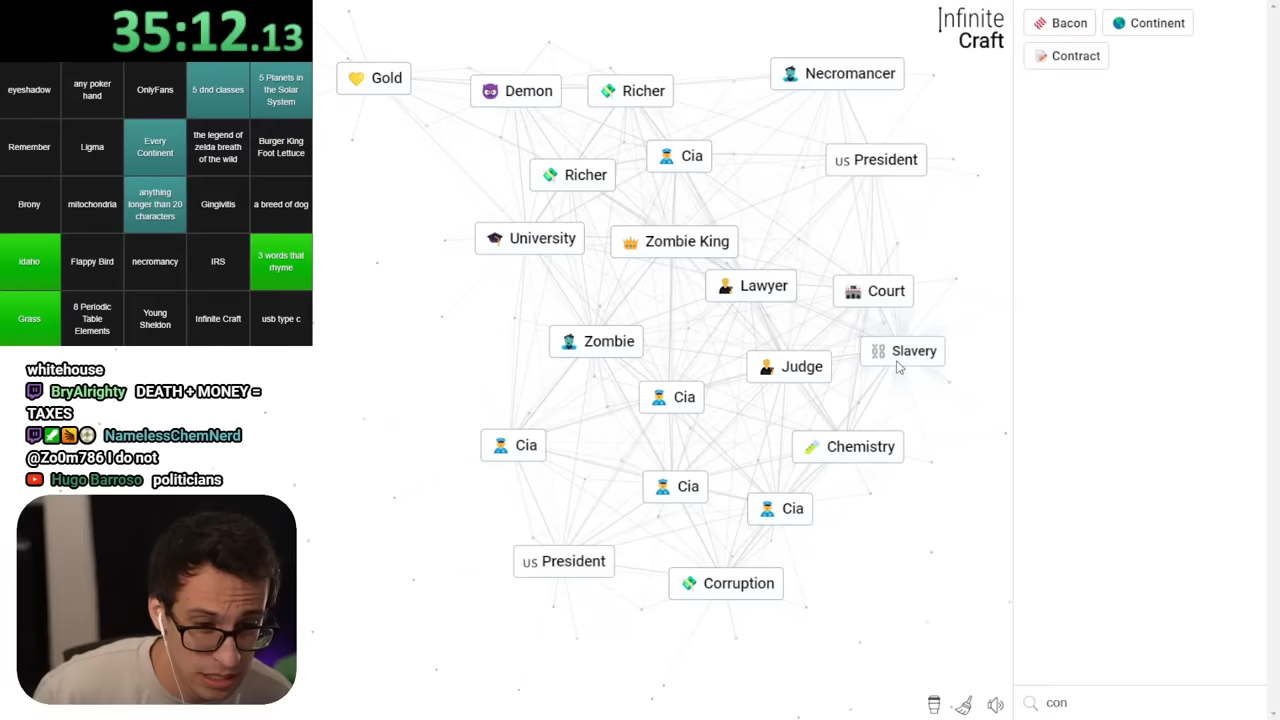 35:12.13
eyeshadow
any poker
hand
OnlyFans
5 dnd classes
5 Planets in
the Solar
System
Remember
Ligma
Every
Continent
the legend of
zelda breath
of the wild
Burger King
Foot Lettuce
Brony
mitochondria
anything
longer than 20
characters
Gingivitis
a breed of dog
idaho
Flappy Bird
necromancy
IRS
3 words that
rhyme
Grass
8 Periodic
Table
Elements
Young
Sheldon
Infinite Craft
usb type c
whitehouse
BryAlrighty DEATH + MONEY =
TAXES
NamelessChemNerd
@Zo0m786 I do not
Hugo Barroso politicians
Infinite
Craft
Gold
Demon
Richer
Necromancer
Cia
US President
Richer
University
Zombie King
Lawyer
Court
Zombie
Slavery
Judge
Cia
Cia
Chemistry
Cia
Cia
US President
Corruption
Bacon
Continent
Contract
con